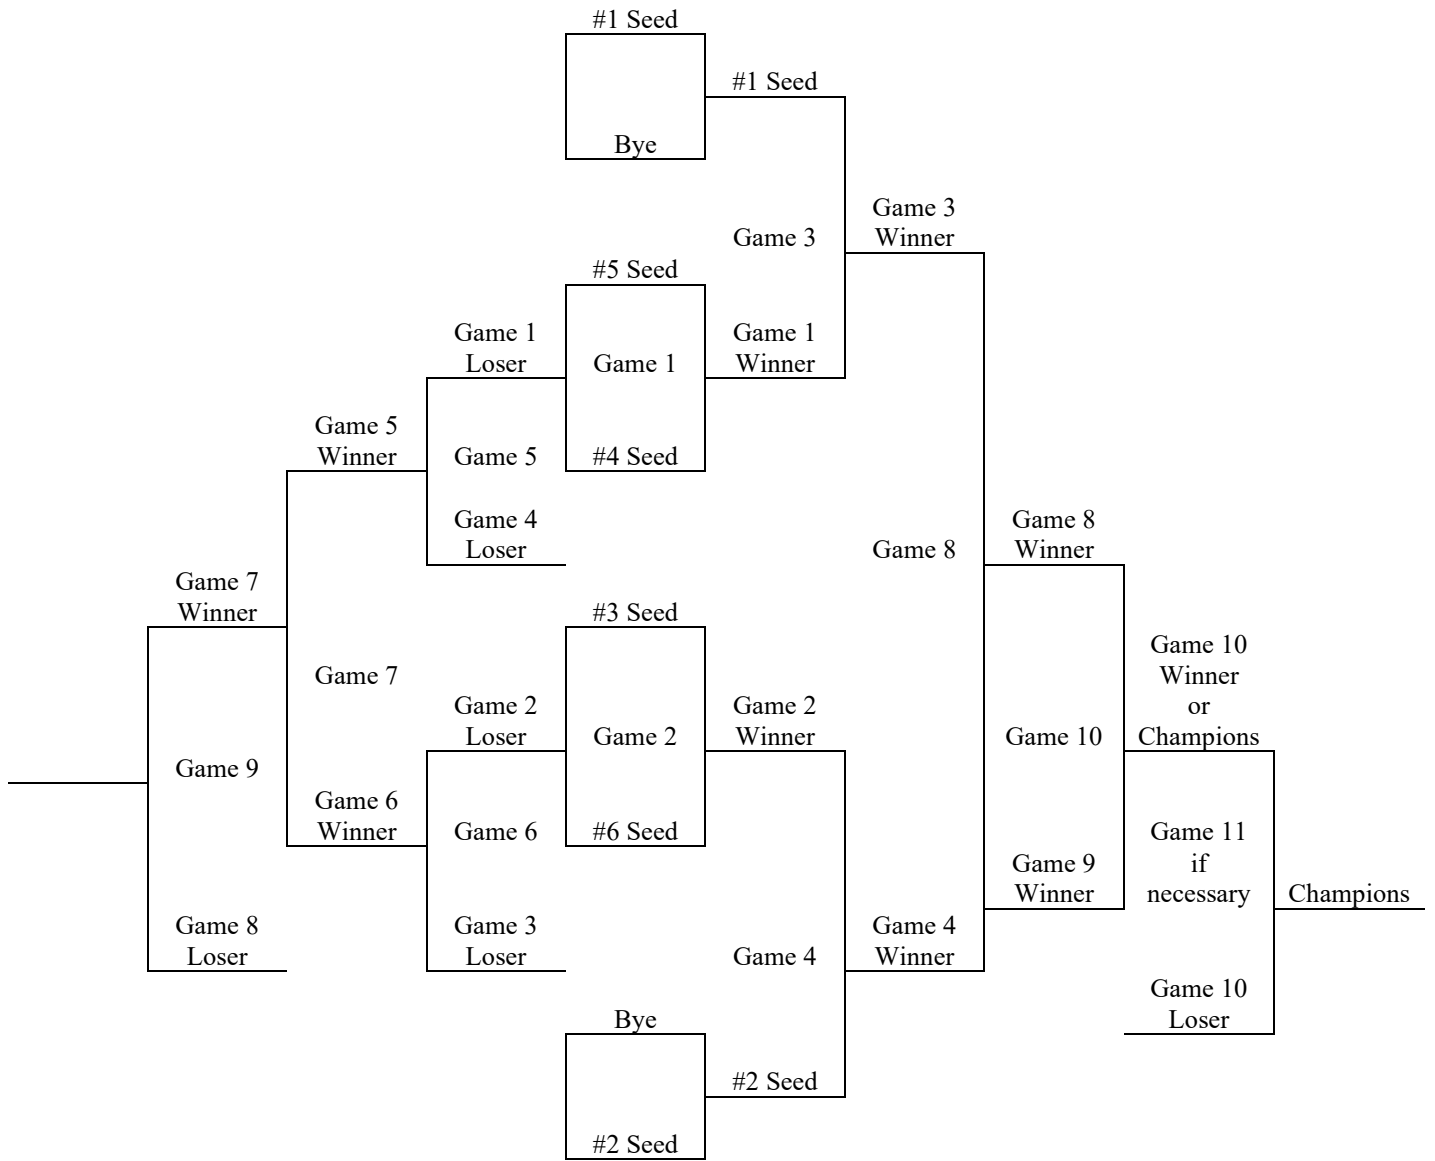 #1 Seed
#1 Seed
Bye
Game 3
Winner
Game 3
#5 Seed
Game 1
Loser
Game 1
Game 1
Winner
Game 5
Winner
Game 5
#4 Seed
Game 4
Loser
Game 8
Game 8
Winner
Game 7
Winner
#3 Seed
Game 10
Winner
or
Champions
Game 7
Game 2
Loser
Game 2
Game 2
Winner
Game 10
Game 9
Game 6
Winner
Game 6
#6 Seed
Game 11
if
necessary
Game 9
Winner
Champions
Game 8
Loser
Game 3
Loser
Game 4
Game 4
Winner
Game 10
Loser
Bye
#2 Seed
#2 Seed